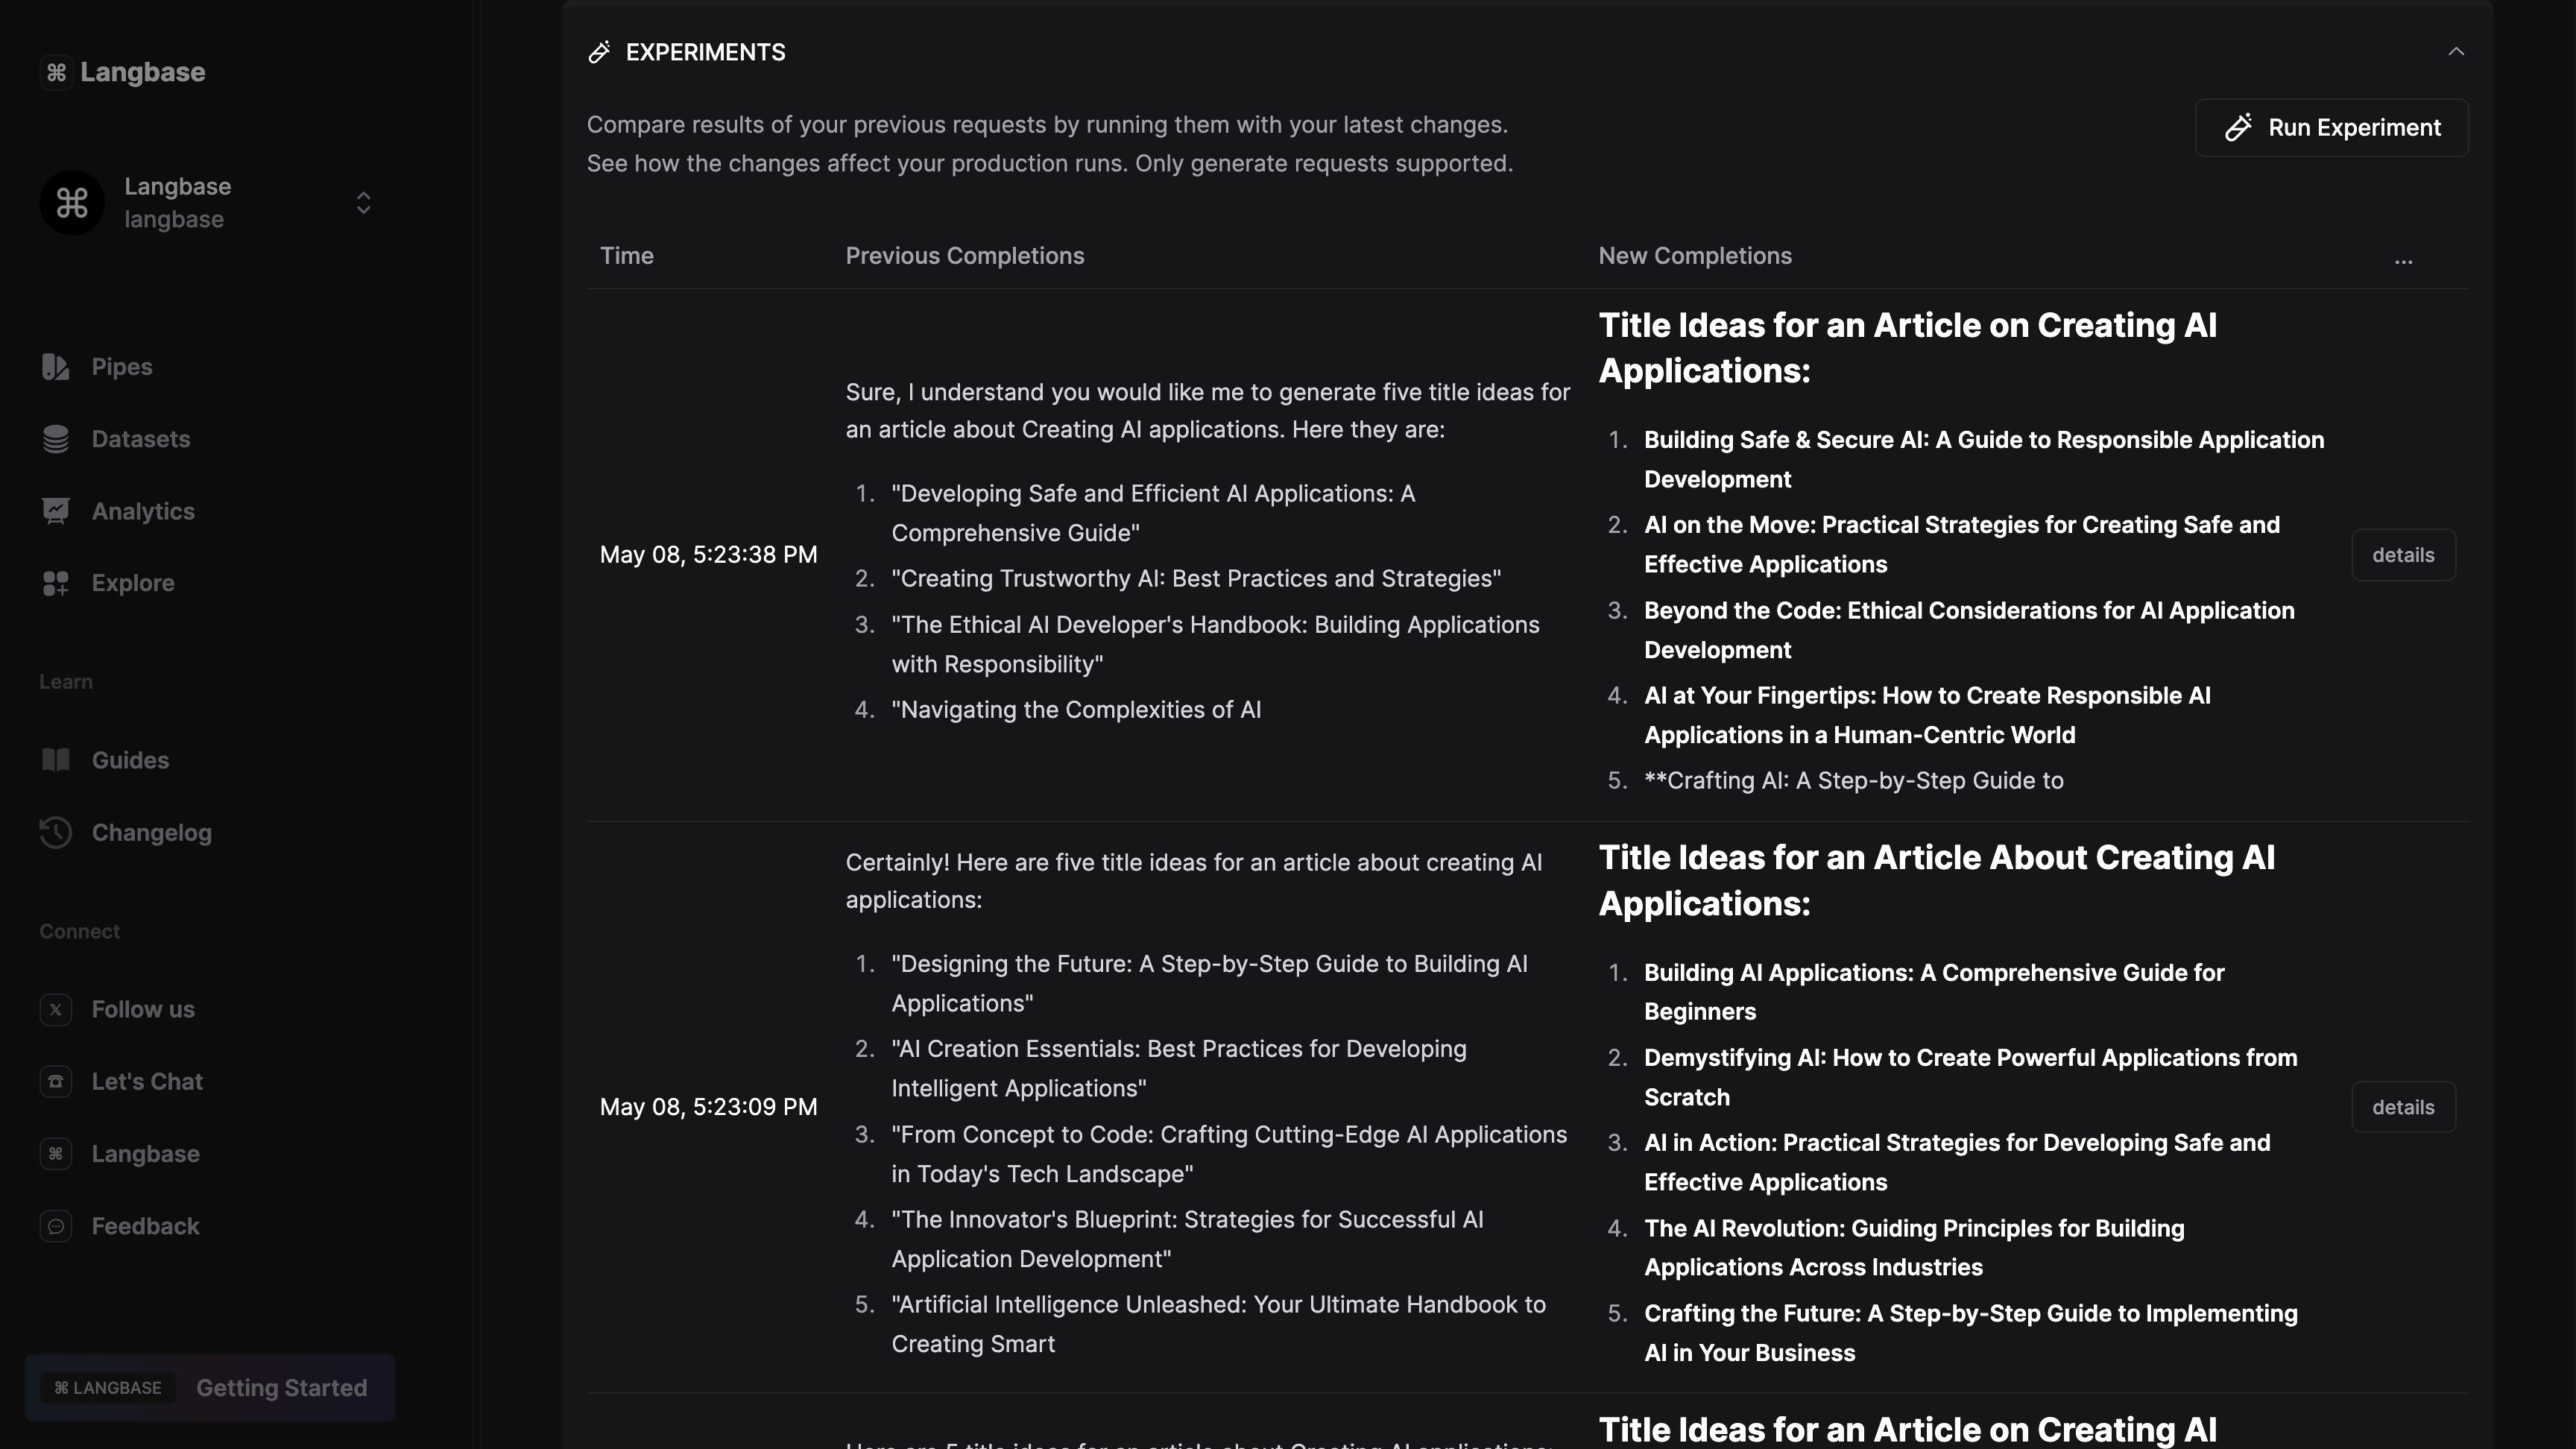 Langbase
Langbase
langbase
Pipes
Datasets
Analytics
Explore
Learn
Guides
Changelog
Connect
Follow us
Let's Chat
Langbase
Feedback
⌘ LANGBASE Getting Started
EXPERIMENTS
Compare results of your previous requests by running them with your latest changes.
See how the changes affect your production runs. Only generate requests supported.
Run Experiment
Time Previous Completions New Completions ...
May 08, 5:23:38 PM
Sure, I understand you would like me to generate five title ideas for
an article about Creating AI applications. Here they are:
1. "Developing Safe and Efficient AI Applications: A
Comprehensive Guide"
2. "Creating Trustworthy AI: Best Practices and Strategies"
3. "The Ethical AI Developer's Handbook: Building Applications
with Responsibility"
4. "Navigating the Complexities of AI
Title Ideas for an Article on Creating AI
Applications:
1. Building Safe & Secure AI: A Guide to Responsible Application
Development
2. AI on the Move: Practical Strategies for Creating Safe and
Effective Applications
3. Beyond the Code: Ethical Considerations for AI Application
Development
4. AI at Your Fingertips: How to Create Responsible AI
Applications in a Human-Centric World
5. **Crafting AI: A Step-by-Step Guide to
details
May 08, 5:23:09 PM
Certainly! Here are five title ideas for an article about creating AI
applications:
1. "Designing the Future: A Step-by-Step Guide to Building AI
Applications"
2. "AI Creation Essentials: Best Practices for Developing
Intelligent Applications"
3. "From Concept to Code: Crafting Cutting-Edge AI Applications
in Today's Tech Landscape"
4. "The Innovator's Blueprint: Strategies for Successful AI
Application Development"
5. "Artificial Intelligence Unleashed: Your Ultimate Handbook to
Creating Smart
Title Ideas for an Article About Creating AI
Applications:
1. Building AI Applications: A Comprehensive Guide for
Beginners
2. Demystifying AI: How to Create Powerful Applications from
Scratch
3. AI in Action: Practical Strategies for Developing Safe and
Effective Applications
4. The AI Revolution: Guiding Principles for Building
Applications Across Industries
5. Crafting the Future: A Step-by-Step Guide to Implementing
AI in Your Business
details
Here are 5 title ideas for an article about Creating AI applications:
Title Ideas for an Article on Creating AI